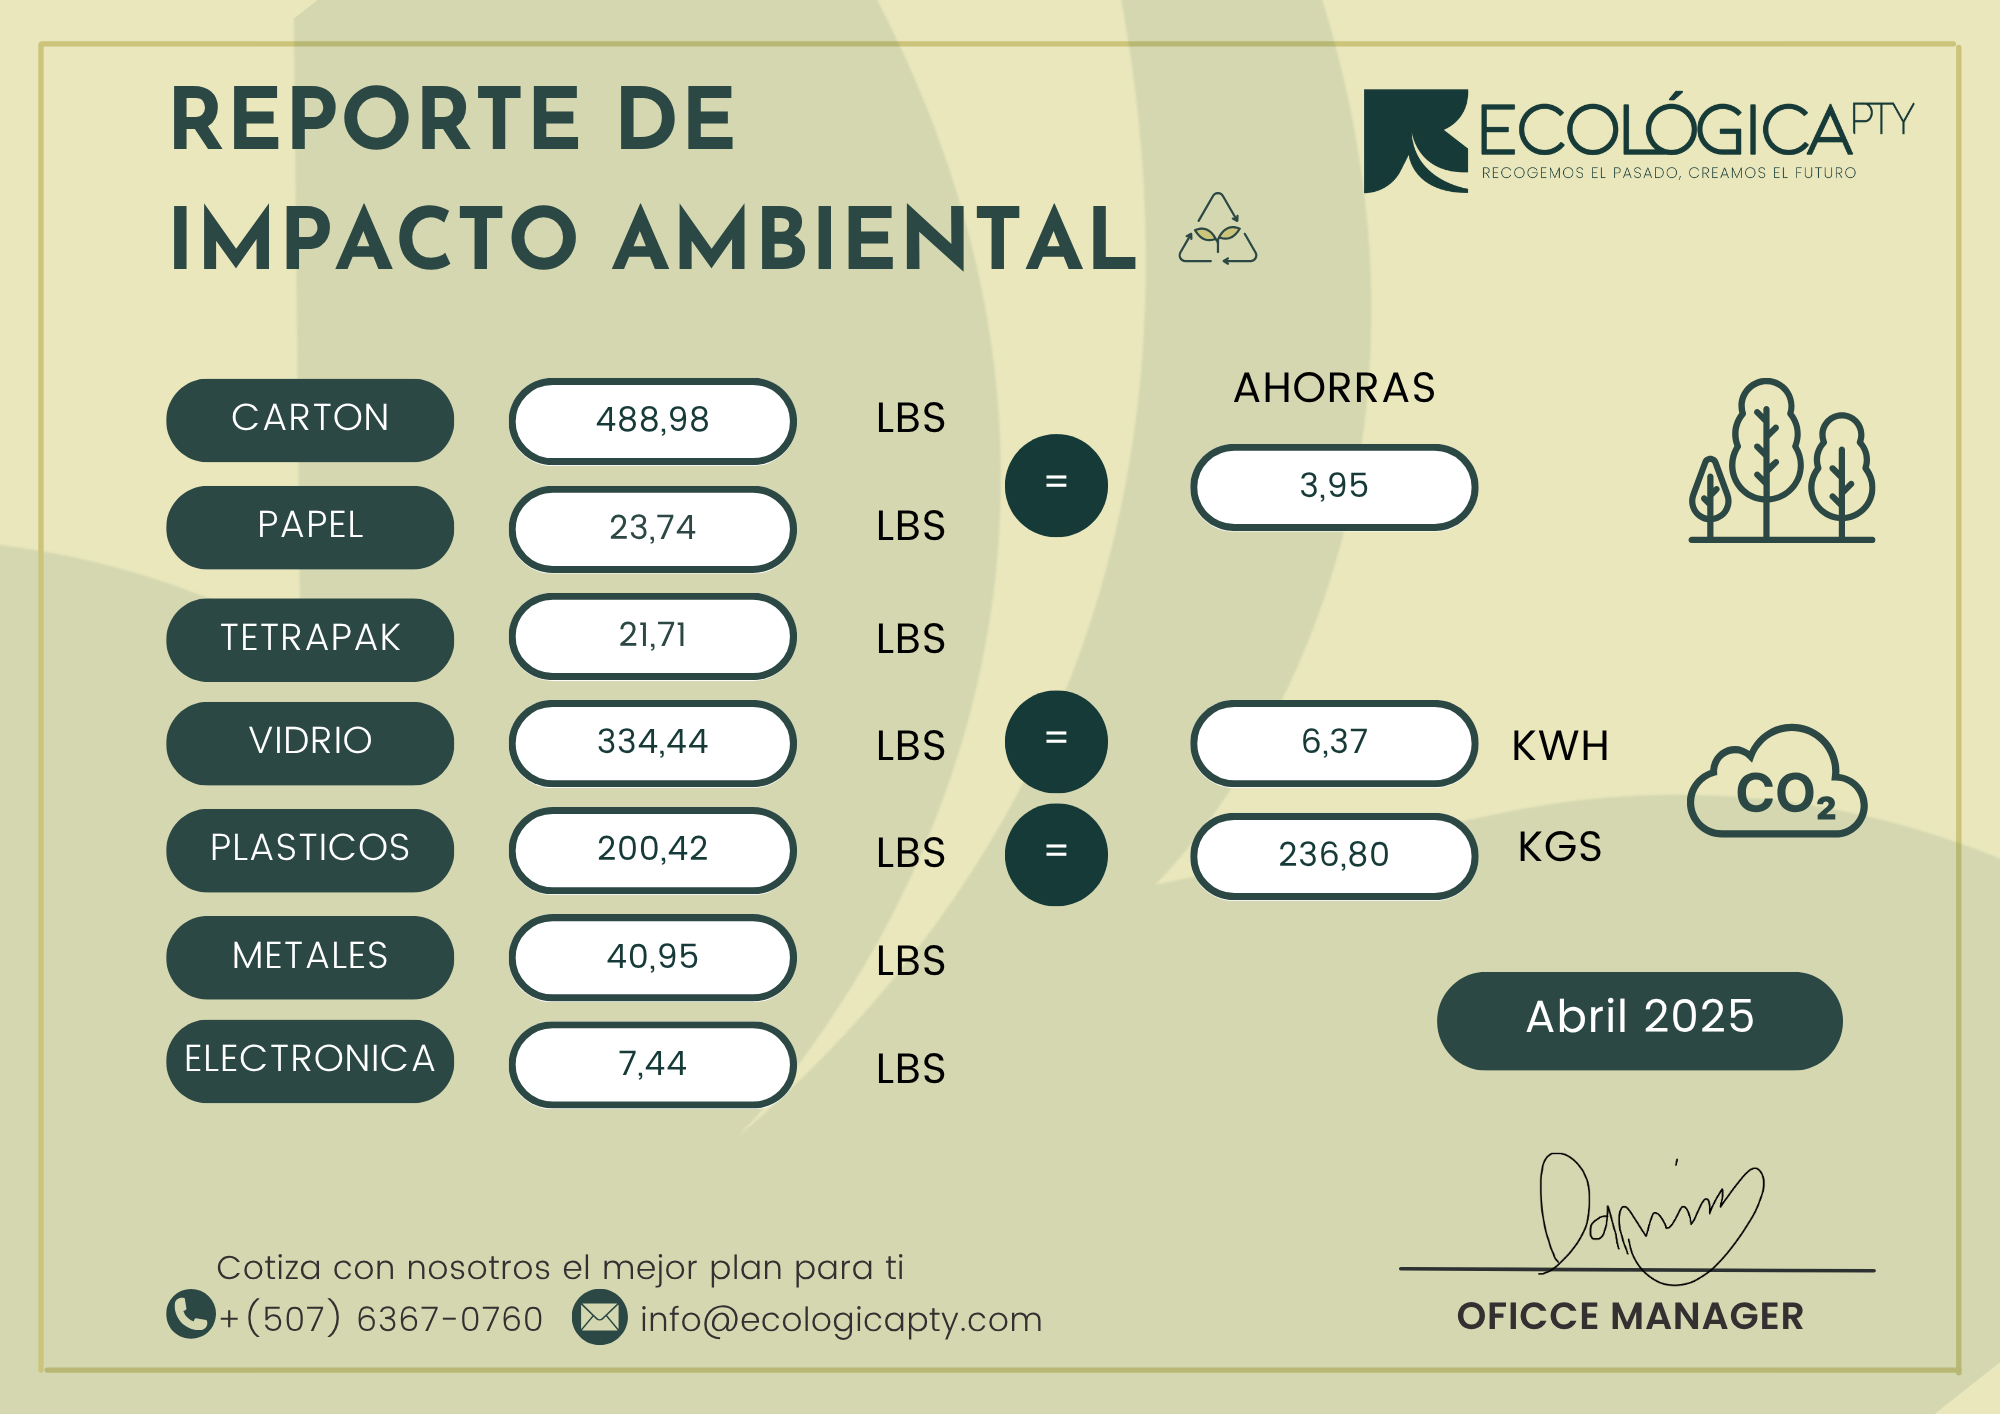 REPORTE DE
IMPACTO AMBIENTAL
ECOLÓGICAPTY
RECOGEMOS EL PASADO, CREAMOS EL FUTURO
AHORRAS
CARTON 488,98 LBS
= 3,95
PAPEL 23,74 LBS
TETRAPAK 21,71 LBS
VIDRIO 334,44 LBS = 6,37 KWH
CO₂
PLASTICOS 200,42 LBS = 236,80 KGS
METALES 40,95 LBS
Abril 2025
ELECTRONICA 7,44 LBS
Cotiza con nosotros el mejor plan para ti
+(507) 6367-0760 info@ecologicapty.com
OFICCE MANAGER